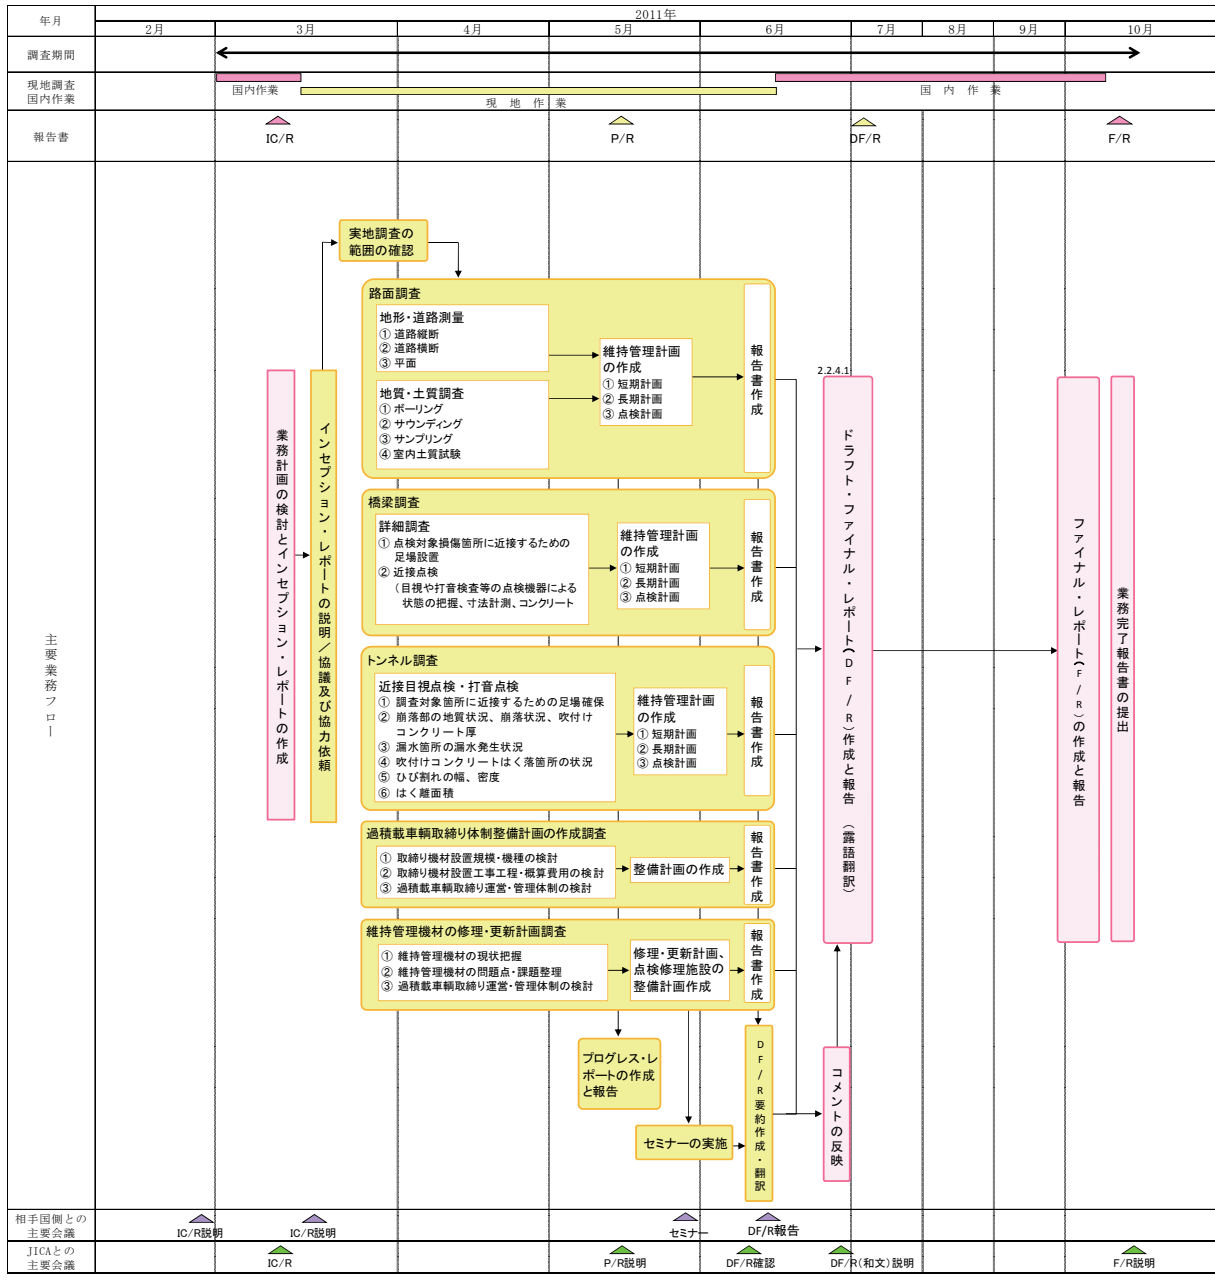 年月
2011年
2月
3月
4月
5月
6月
7月
8月
9月
10月
調査期間
現地調査
国内作業
国内作業
現地作業
国内作業
報告書
IC/R
P/R
DF/R
F/R
主要業務フロー
実地調査の
範囲の確認
業務計画の検討とインセプション・レポートの作成
インセプション・レポートの説明/協議及び協力依頼
路面調査
地形・道路測量
① 道路縦断
② 道路横断
③ 平面
地質・土質調査
① ボーリング
② サウンディング
③ サンプリング
④ 室内土質試験
維持管理計画
の作成
① 短期計画
② 長期計画
③ 点検計画
報告書作成
橋梁調査
詳細調査
① 点検対象損傷箇所に近接するための
足場設置
② 近接点検
(目視や打音検査等の点検機器による
状態の把握、寸法計測、コンクリート
維持管理計画
の作成
① 短期計画
② 長期計画
③ 点検計画
報告書作成
トンネル調査
近接目視点検・打音点検
① 調査対象箇所に近接するための足場確保
② 崩落部の地質状況、崩落状況、吹付け
コンクリート厚
③ 漏水箇所の漏水発生状況
④ 吹付けコンクリートはく落箇所の状況
⑤ ひび割れの幅、密度
⑥ はく離面積
維持管理計画
の作成
① 短期計画
② 長期計画
③ 点検計画
報告書作成
過積載車輌取締り体制整備計画の作成調査
① 取締り機材設置規模・機種の検討
② 取締り機材設置工事工程・概算費用の検討
③ 過積載車輌取締り運営・管理体制の検討
整備計画の作成
報告書作成
維持管理機材の修理・更新計画調査
① 維持管理機材の現状把握
② 維持管理機材の問題点・課題整理
③ 過積載車輌取締り運営・管理体制の検討
修理・更新計画、
点検修理施設の
整備計画作成
報告書作成
プログレス・レ
ポートの作成
と報告
セミナーの実施
DF/R要約作成・翻訳
2.2.4.1
ドラフト・ファイナル・レポート(DF/R)作成と報告 (露語翻訳)
コメントの反映
ファイナル・レポート(F/R)の作成と報告
業務完了報告書の提出
相手国側との
主要会議
IC/R説明
IC/R説明
セミナー
DF/R報告
JICAとの
主要会議
IC/R
P/R説明
DF/R確認
DF/R(和文)説明
F/R説明